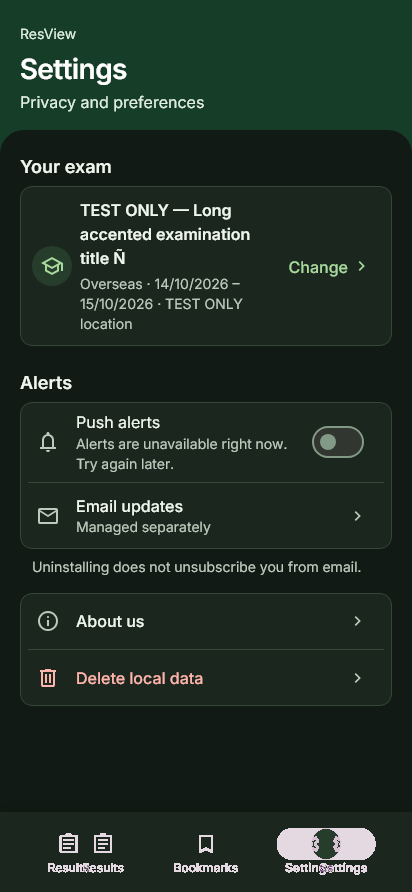 ResView
Settings
Privacy and preferences
Your exam
TEST ONLY — Long
accented examination
title Ñ
Overseas · 14/10/2026 –
15/10/2026 · TEST ONLY
location
Change
Alerts
Push alerts
Alerts are unavailable right now.
Try again later.
Email updates
Managed separately
Uninstalling does not unsubscribe you from email.
About us
Delete local data
Results Bookmarks Settings